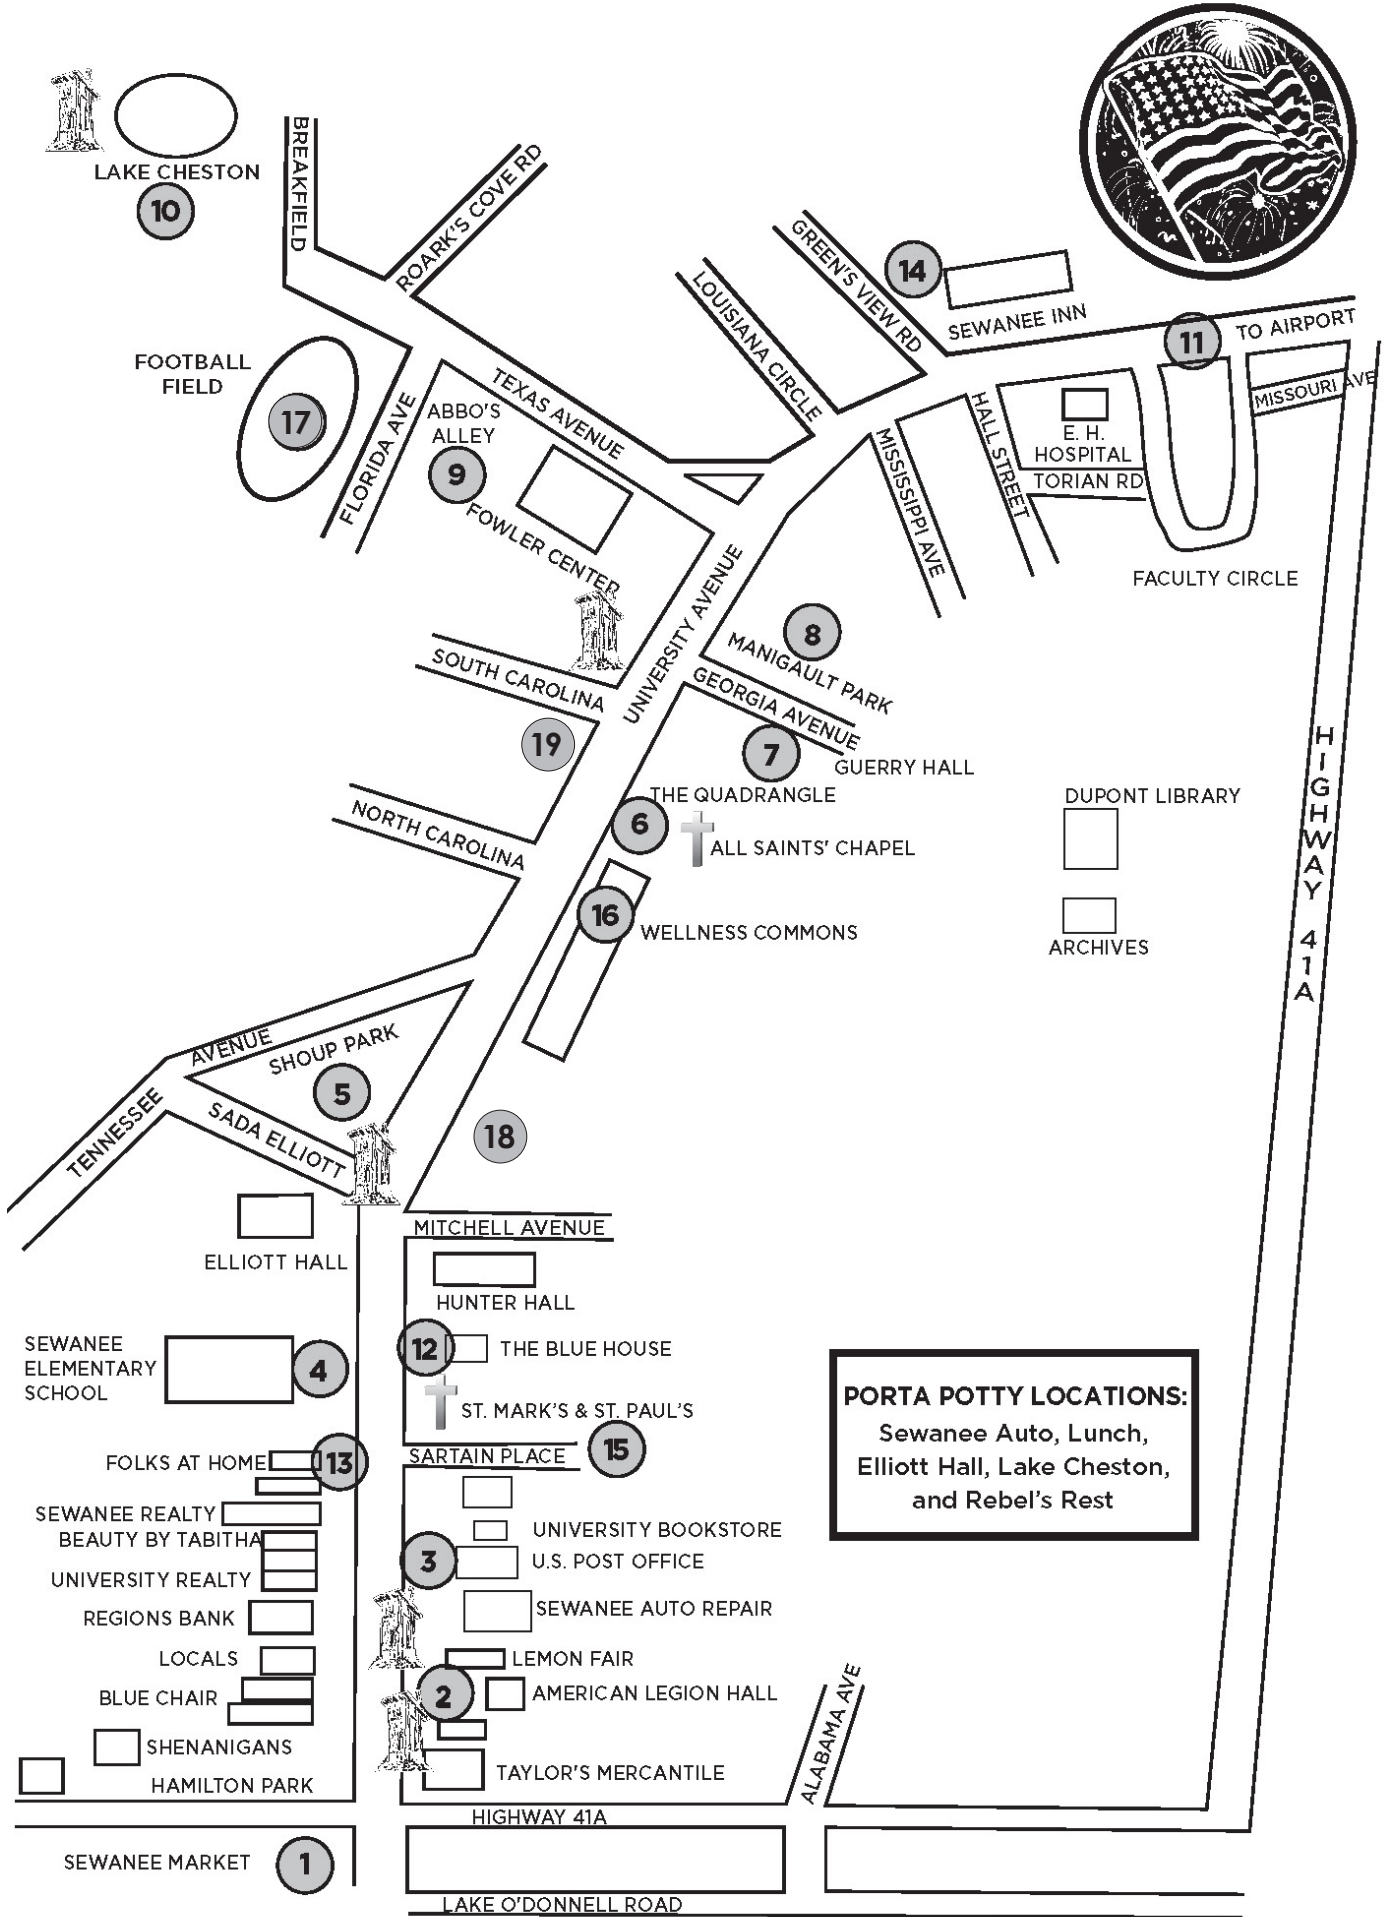 LAKE CHESTON
10
BREAKFIELD
ROARK'S COVE RD
GREEN'S VIEW RD
LOUISIANA CIRCLE
14
SEWANEE INN
11
TO AIRPORT
MISSOURI AVE
FOOTBALL
FIELD
17
FLORIDA AVE
TEXAS AVENUE
ABBO'S
ALLEY
9
FOWLER CENTER
MISSISSIPPI AVE
HALL STREET
E. H.
HOSPITAL
TORIAN RD
FACULTY CIRCLE
UNIVERSITY AVENUE
8
MANIGAULT PARK
SOUTH CAROLINA
GEORGIA AVENUE
19
7
GUERRY HALL
THE QUADRANGLE
6
ALL SAINTS' CHAPEL
NORTH CAROLINA
DUPONT LIBRARY
HIGHWAY 41A
16
WELLNESS COMMONS
ARCHIVES
TENNESSEE
AVENUE
SHOUP PARK
5
SADA ELLIOTT
18
ELLIOTT HALL
MITCHELL AVENUE
HUNTER HALL
SEWANEE
ELEMENTARY
SCHOOL
4
12
THE BLUE HOUSE
ST. MARK'S & ST. PAUL'S
FOLKS AT HOME
13
SARTAIN PLACE
15
SEWANEE REALTY
BEAUTY BY TABITHA
UNIVERSITY REALTY
REGIONS BANK
LOCALS
BLUE CHAIR
SHENANIGANS
HAMILTON PARK
UNIVERSITY BOOKSTORE
3
U.S. POST OFFICE
SEWANEE AUTO REPAIR
LEMON FAIR
2
AMERICAN LEGION HALL
TAYLOR'S MERCANTILE
ALABAMA AVE
PORTA POTTY LOCATIONS:
Sewanee Auto, Lunch,
Elliott Hall, Lake Cheston,
and Rebel's Rest
HIGHWAY 41A
SEWANEE MARKET
1
LAKE O'DONNELL ROAD